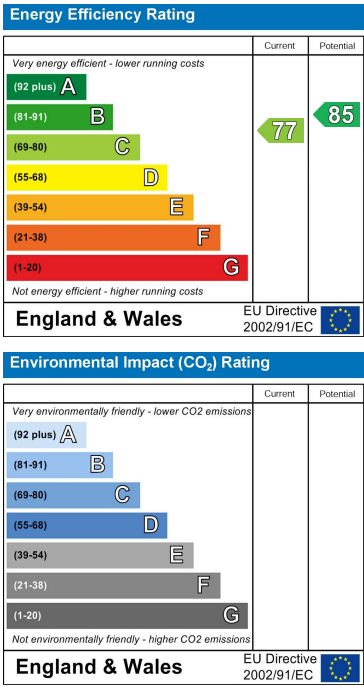 Energy Efficiency Rating
Current Potential
Very energy efficient - lower running costs
(92 plus) A
(81-91) B
(69-80) C
(55-68) D
(39-54) E
(21-38) F
(1-20) G
77 85
Not energy efficient - higher running costs
England & Wales
EU Directive
2002/91/EC
Environmental Impact (CO₂) Rating
Current Potential
Very environmentally friendly - lower CO2 emissions
(92 plus) A
(81-91) B
(69-80) C
(55-68) D
(39-54) E
(21-38) F
(1-20) G
Not environmentally friendly - higher CO2 emissions
England & Wales
EU Directive
2002/91/EC